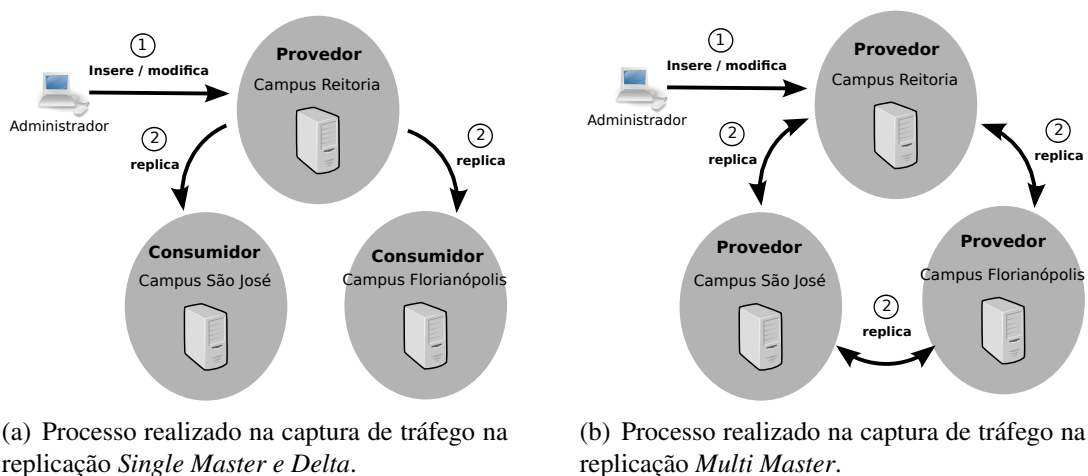 1
Insere / modifica
Administrador
Provedor
Campus Reitoria
2
replica
2
replica
Consumidor
Campus São José
Consumidor
Campus Florianópolis
(a) Processo realizado na captura de tráfego na
replicação Single Master e Delta.
1
Insere / modifica
Administrador
Provedor
Campus Reitoria
2
replica
2
replica
Provedor
Campus São José
Provedor
Campus Florianópolis
2
replica
(b) Processo realizado na captura de tráfego na
replicação Multi Master.